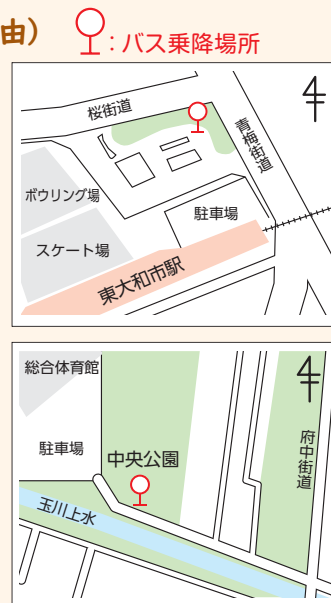 由)
: バス乗降場所
桜街道
青梅街道
ボウリング場
駐車場
スケート場
東大和市駅
総合体育館
府中街道
駐車場
中央公園
玉川上水